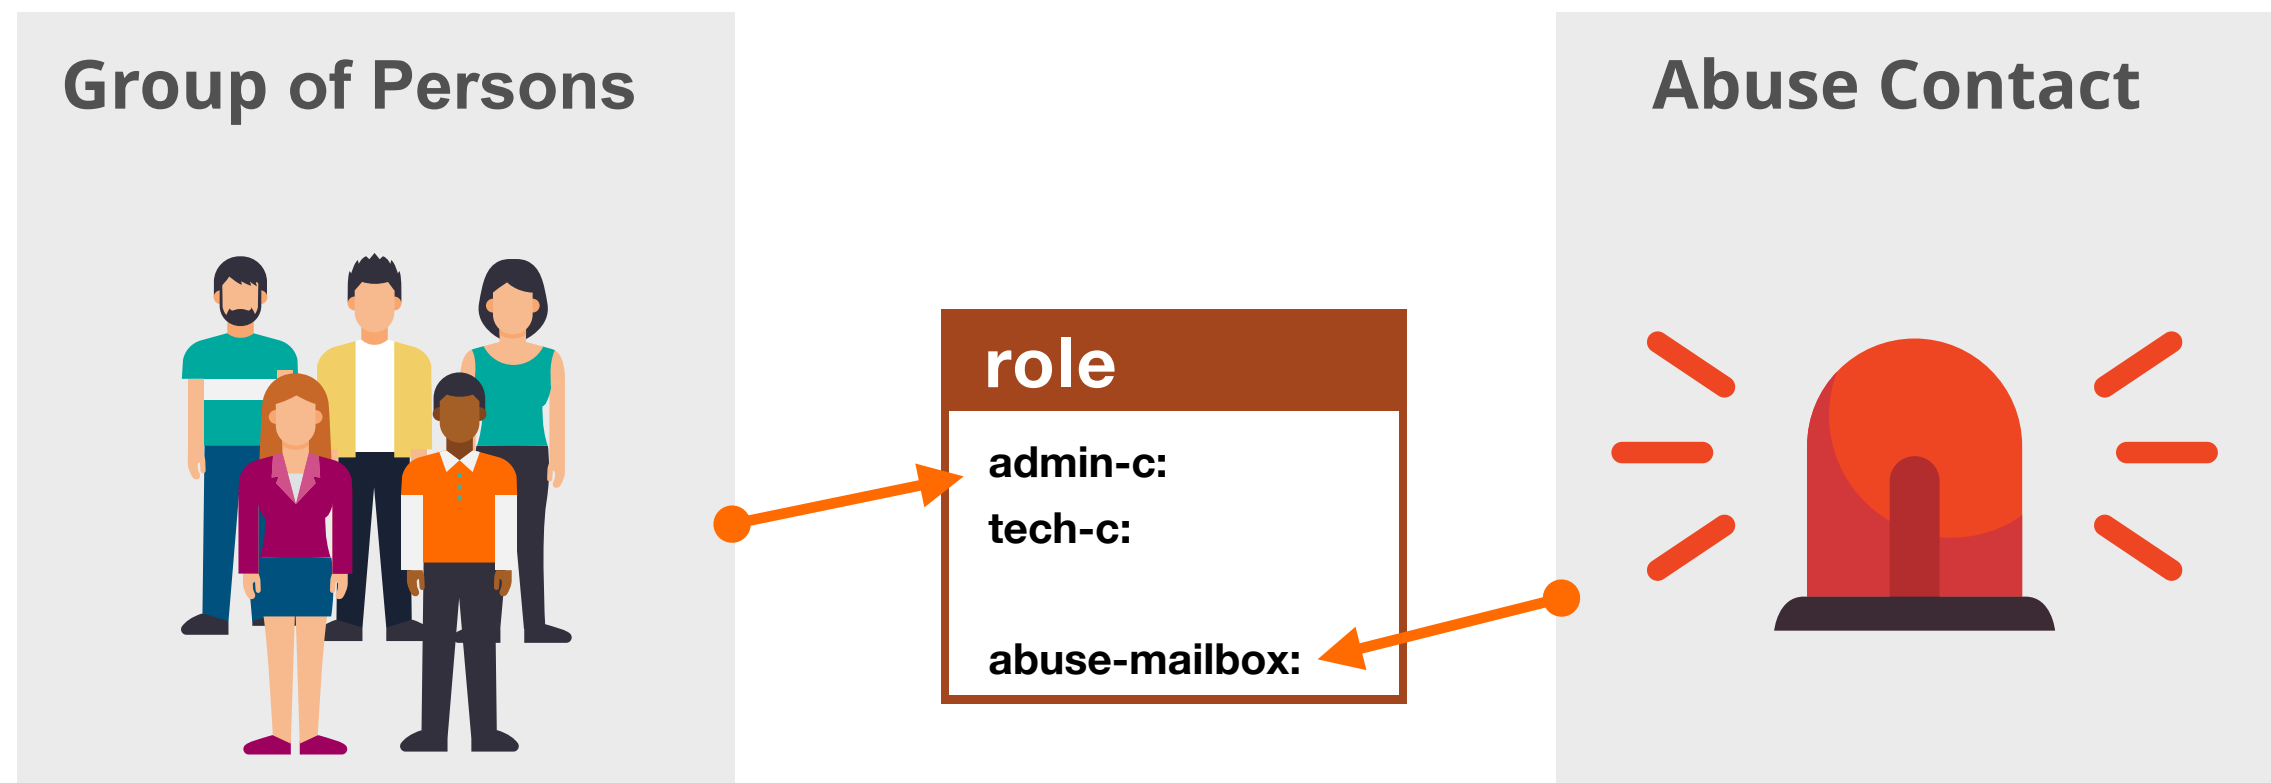 Group of Persons
Abuse Contact
role
admin-c:
tech-c:
abuse-mailbox: